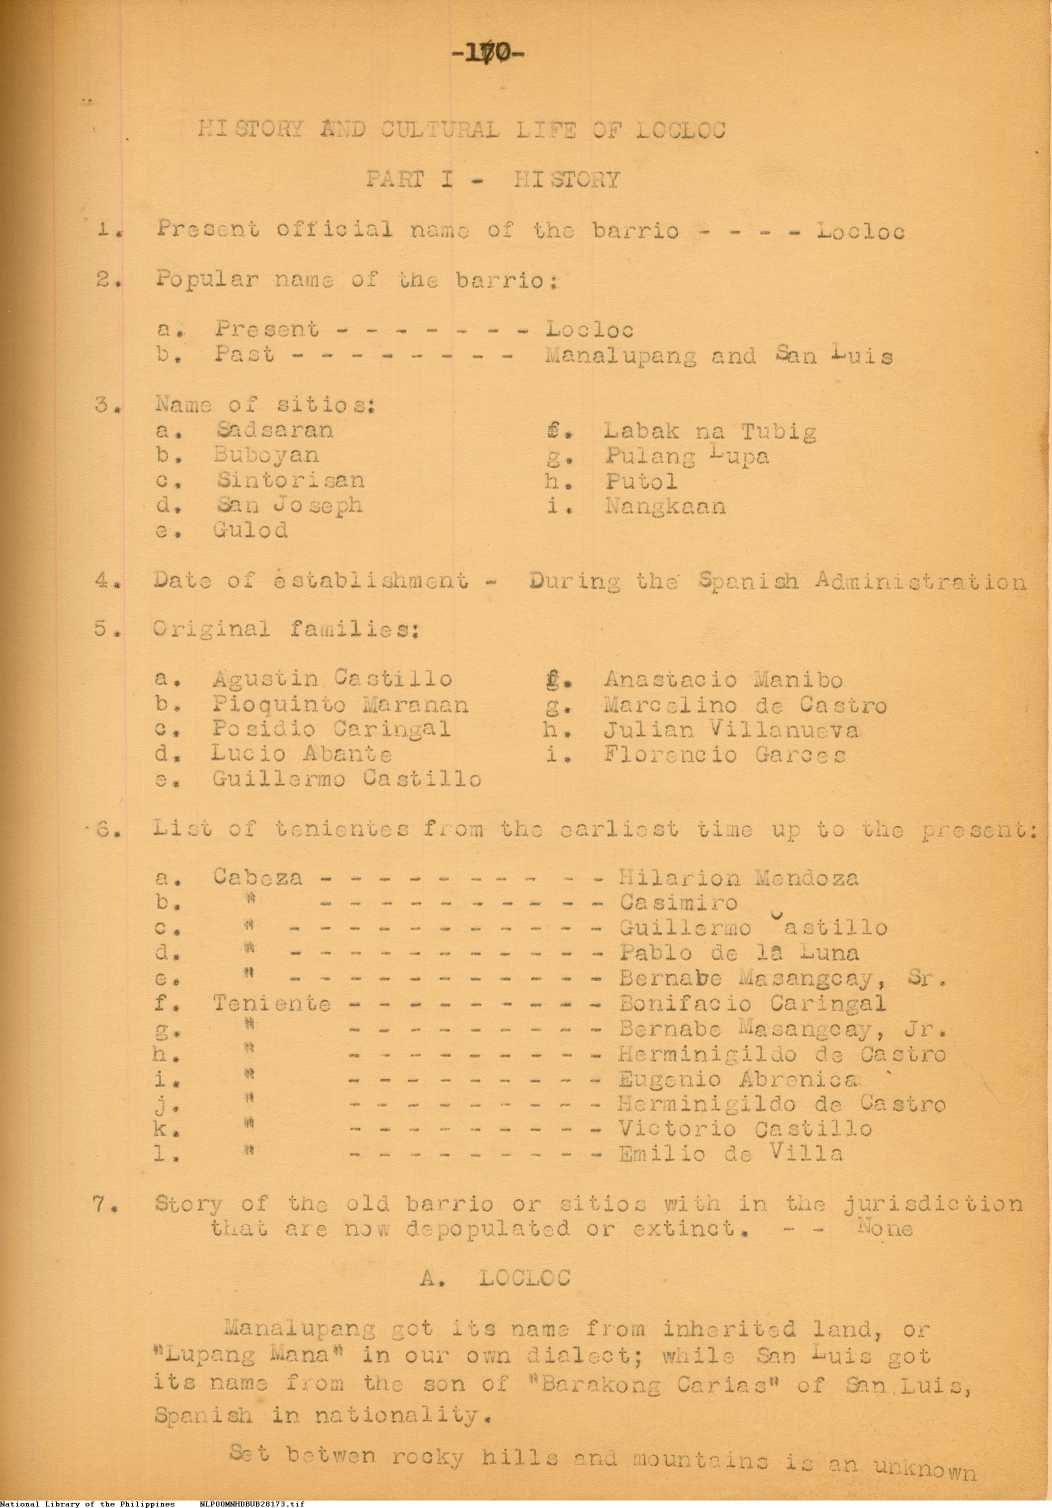 -170-
HISTORY AND CULTURAL LIFE OF LOCLOC
PART I - HISTORY
1. Present official name of the barrio - - - - Locloc
2. Popular name of the barrio:
a. Present - - - - - - - Locloc
b. Past - - - - - - - - Manalupang and San Luis
3. Name of sitios:
a. Sadsaran f. Labak na Tubig
b. Buboyan g. Pulang Lupa
c. Sintorisan h. Putol
d. San Joseph i. Nangkaan
e. Gulod
4. Date of establishment - During the Spanish Administration
5. Original families:
a. Agustin Castillo f. Anastacio Manibo
b. Pioquinto Maranan g. Marcelino de Castro
c. Posidio Caringal h. Julian Villanueva
d. Lucio Abante i. Florencio Garces
e. Guillermo Castillo
6. List of tenientes from the earliest time up to the present:
a. Cabeza - - - - - - - - - - Hilarion Mendoza
b. " - - - - - - - - - - Casimiro
c. " - - - - - - - - - - - Guillermo Castillo
d. " - - - - - - - - - - - Pablo de la Luna
e. " - - - - - - - - - - - Bernabe Masangcay, Sr.
f. Teniente - - - - - - - - - Bonifacio Caringal
g. " - - - - - - - - - Bernabe Masangcay, Jr.
h. " - - - - - - - - - Herminigildo de Castro
i. " - - - - - - - - - Eugenio Abrenica
j. " - - - - - - - - - Herminigildo de Castro
k. " - - - - - - - - - Victorio Castillo
l. " - - - - - - - - - Emilio de Villa
7. Story of the old barrio or sitios with in the jurisdiction
that are now depopulated or extinct. - - None
A. LOCLOC
Manalupang got its name from inherited land, or
"Lupang Mana" in our own dialect; while San Luis got
its name from the son of "Barakong Carias" of San Luis,
Spanish in nationality.
Set betwen rocky hills and mountains is an unknown
National Library of the Philippines NLP00MNHDBUB28173.tif